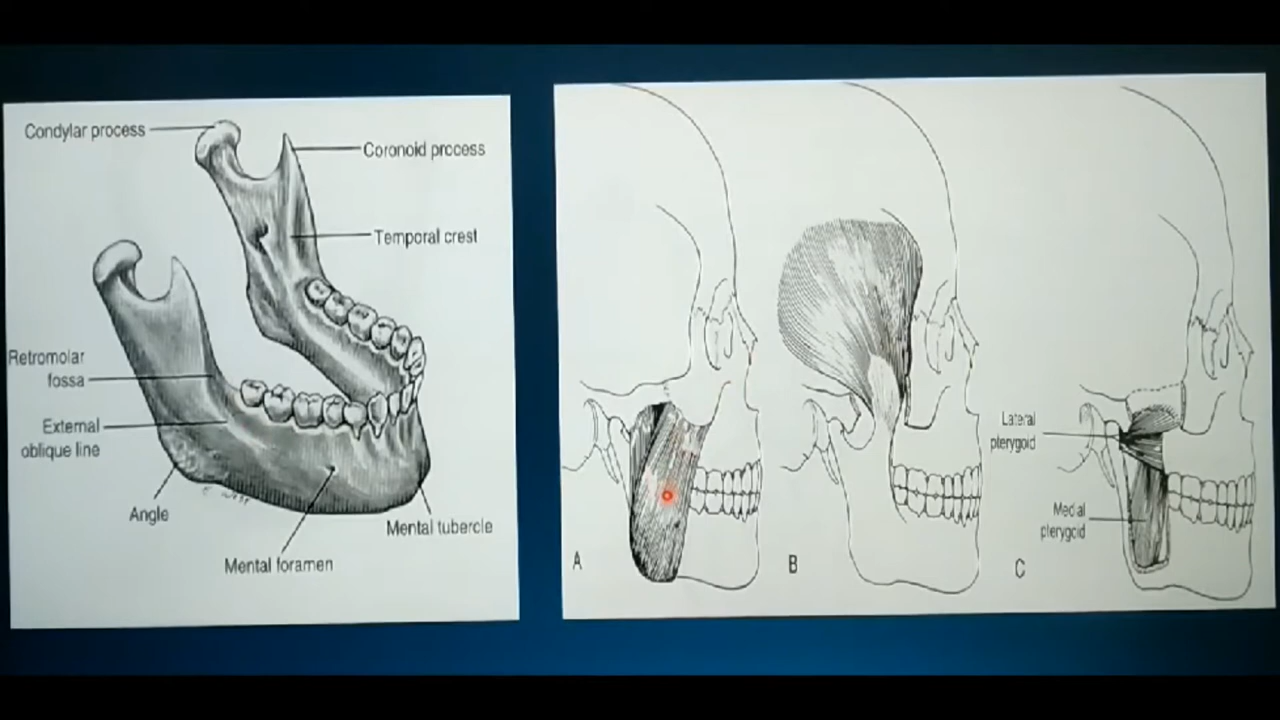 Condylar process
Coronoid process
Temporal crest
Retromolar
fossa
External
oblique line
Angle
Mental foramen
Mental tubercle
A
B
Lateral
pterygoid
Medial
pterygoid
C